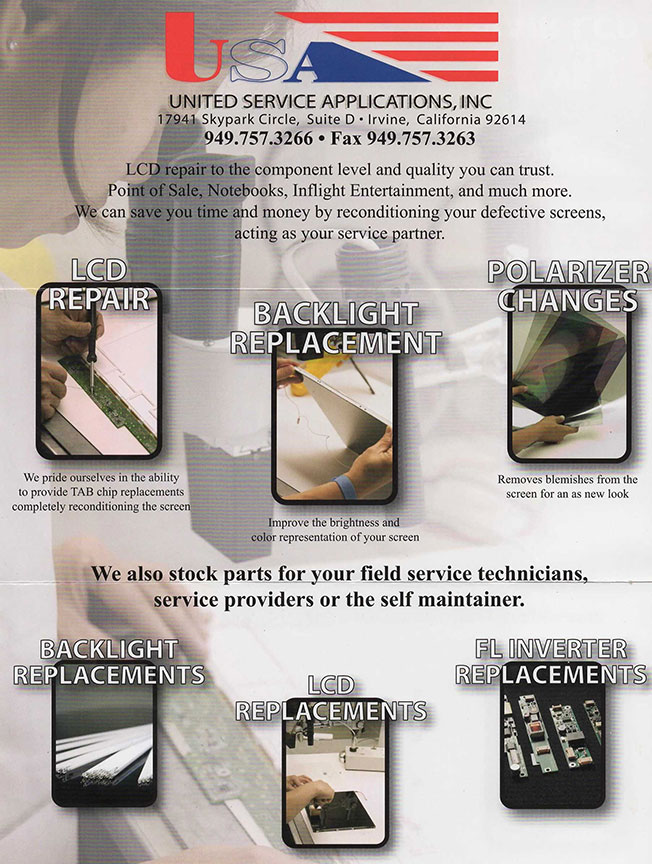 USA
UNITED SERVICE APPLICATIONS, INC
17941 Skypark Circle, Suite D • Irvine, California 92614
949.757.3266 • Fax 949.757.3263
LCD repair to the component level and quality you can trust.
Point of Sale, Notebooks, Inflight Entertainment, and much more.
We can save you time and money by reconditioning your defective screens,
acting as your service partner.
LCD
REPAIR
We pride ourselves in the ability
to provide TAB chip replacements
completely reconditioning the screen
BACKLIGHT
REPLACEMENT
Improve the brightness and
color representation of your screen
POLARIZER
CHANGES
Removes blemishes from the
screen for an as new look
We also stock parts for your field service technicians,
service providers or the self maintainer.
BACKLIGHT
REPLACEMENTS
LCD
REPLACEMENTS
FL INVERTER
REPLACEMENTS